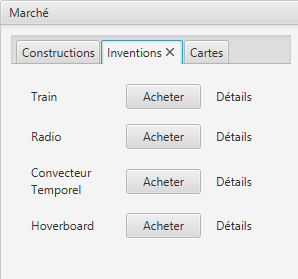 Marché
Constructions Inventions Cartes
Train Acheter Détails
Radio Acheter Détails
Convecteur
Temporel Acheter Détails
Hoverboard Acheter Détails